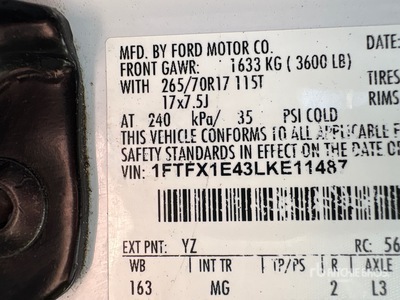 MFD. BY FORD MOTOR CO. DATE:
FRONT GAWR: 1633 KG ( 3600 LB)
WITH 265/70R17 115T TIRES
17x7.5J RIMS
AT 240 kPa/ 35 PSI COLD
THIS VEHICLE CONFORMS TO ALL APPLICABLE
SAFETY STANDARDS IN EFFECT ON THE DATE O
VIN: 1FTFX1E43LKE11487
EXT PNT: YZ RC: 56
WB INT TR TP/PS R AXLE
163 MG 2 L3